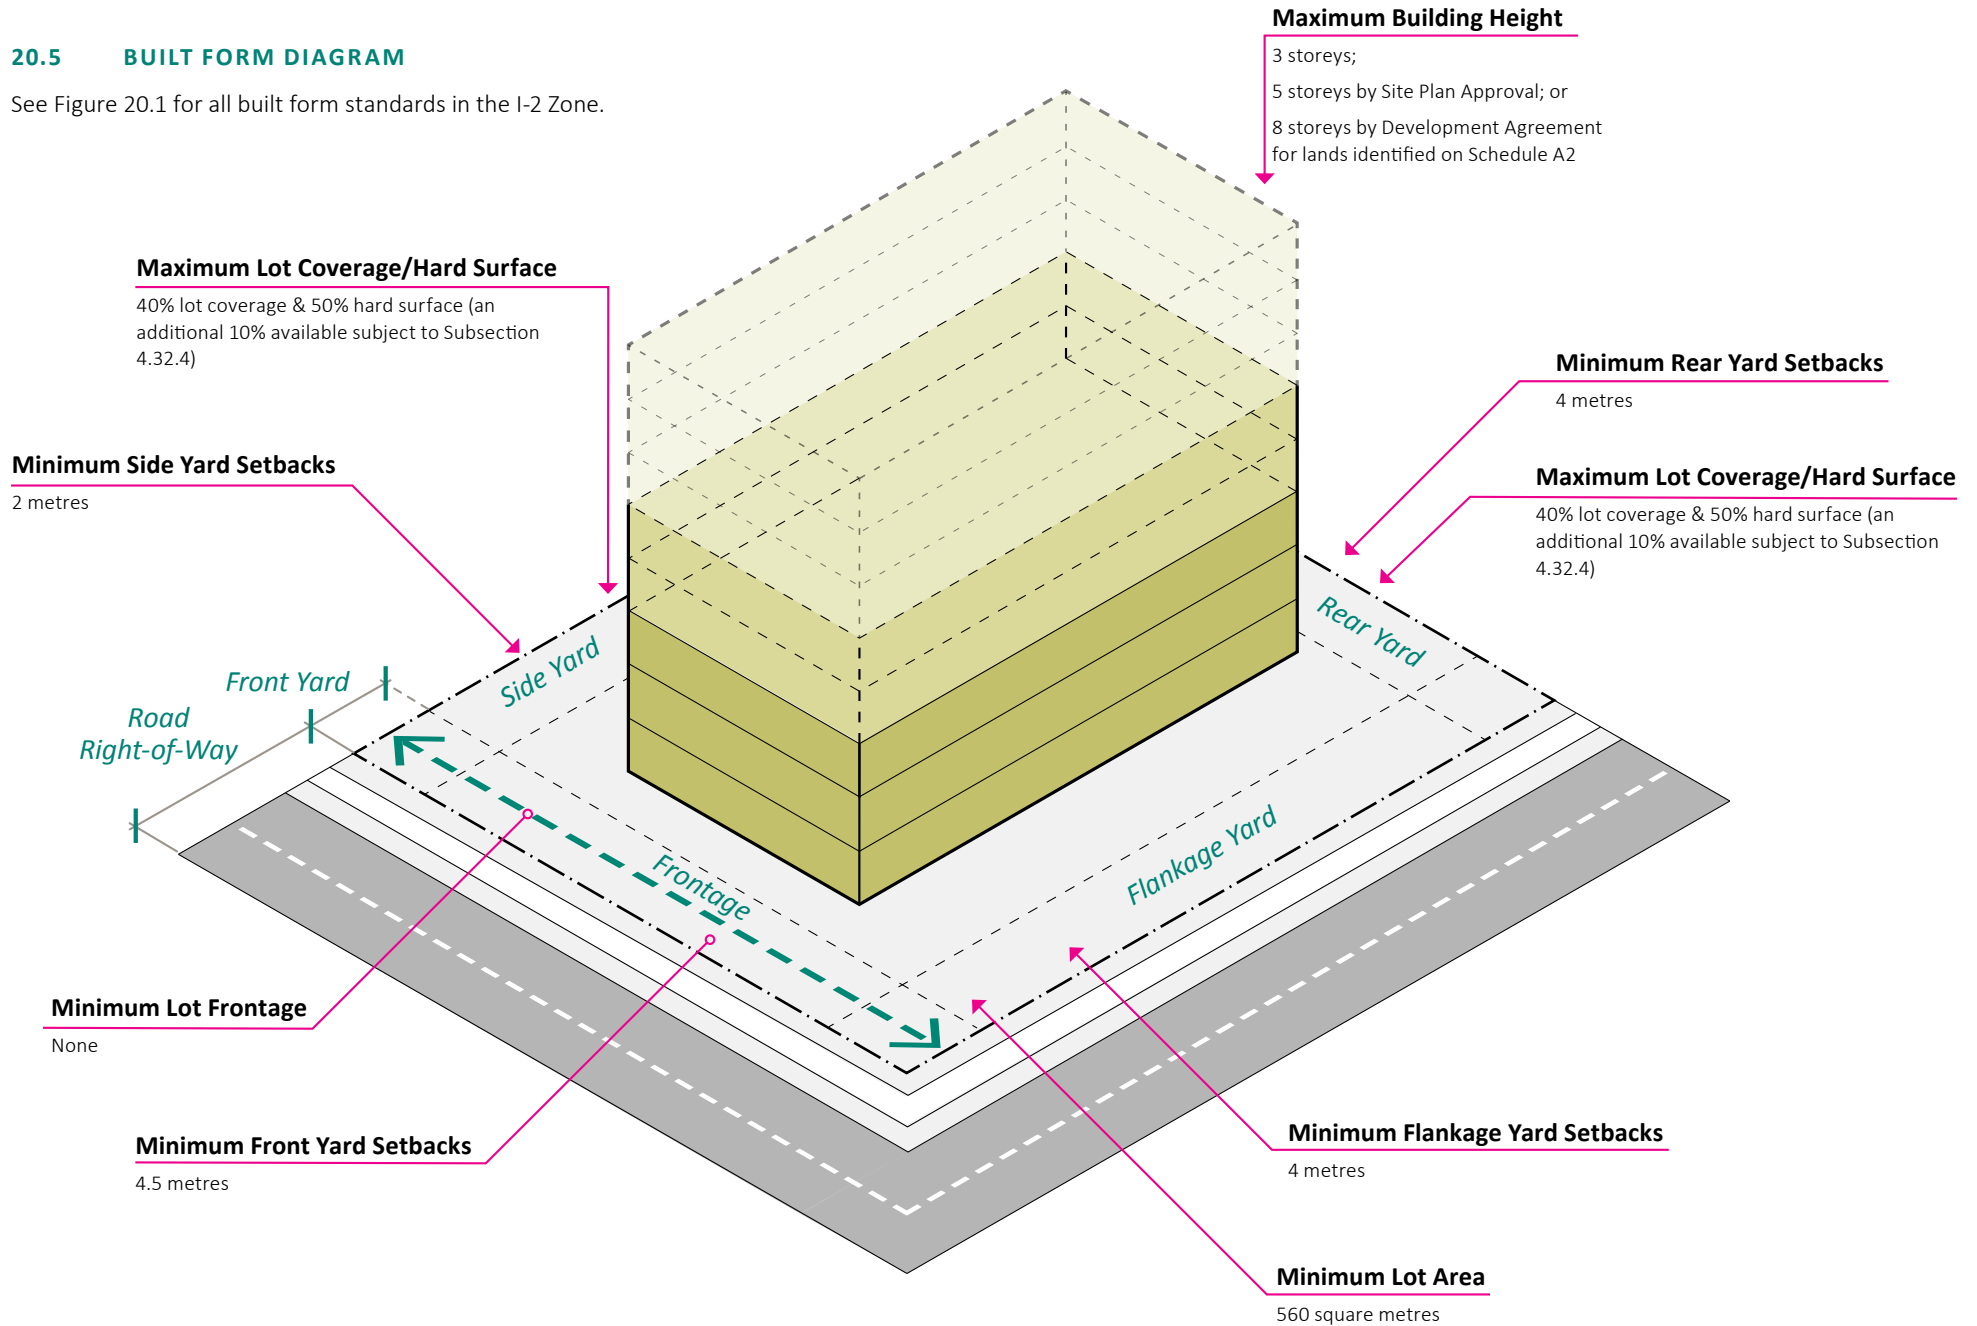 20.5 BUILT FORM DIAGRAM
See Figure 20.1 for all built form standards in the I-2 Zone.
Maximum Building Height
3 storeys;
5 storeys by Site Plan Approval; or
8 storeys by Development Agreement
for lands identified on Schedule A2
Maximum Lot Coverage/Hard Surface
40% lot coverage & 50% hard surface (an
additional 10% available subject to Subsection
4.32.4)
Minimum Rear Yard Setbacks
4 metres
Minimum Side Yard Setbacks
2 metres
Maximum Lot Coverage/Hard Surface
40% lot coverage & 50% hard surface (an
additional 10% available subject to Subsection
4.32.4)
Rear Yard
Side Yard
Front Yard
Road
Right-of-Way
Frontage
Flankage Yard
Minimum Lot Frontage
None
Minimum Front Yard Setbacks
4.5 metres
Minimum Flankage Yard Setbacks
4 metres
Minimum Lot Area
560 square metres